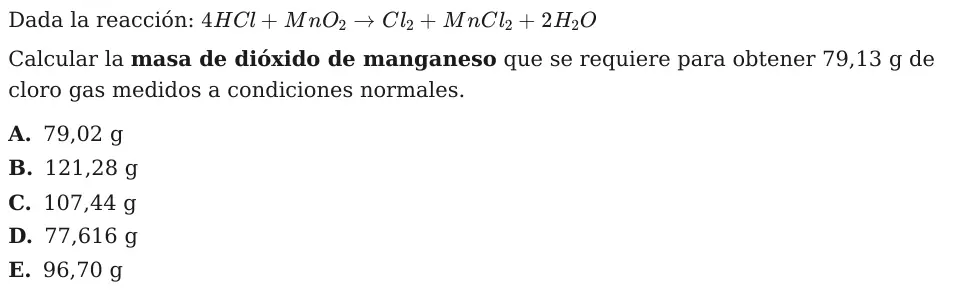 Dada la reacción: 4HCl + MnO₂ → Cl₂ + MnCl₂ + 2H₂O
Calcular la masa de dióxido de manganeso que se requiere para obtener 79,13 g de
cloro gas medidos a condiciones normales.
A. 79,02 g
B. 121,28 g
C. 107,44 g
D. 77,616 g
E. 96,70 g